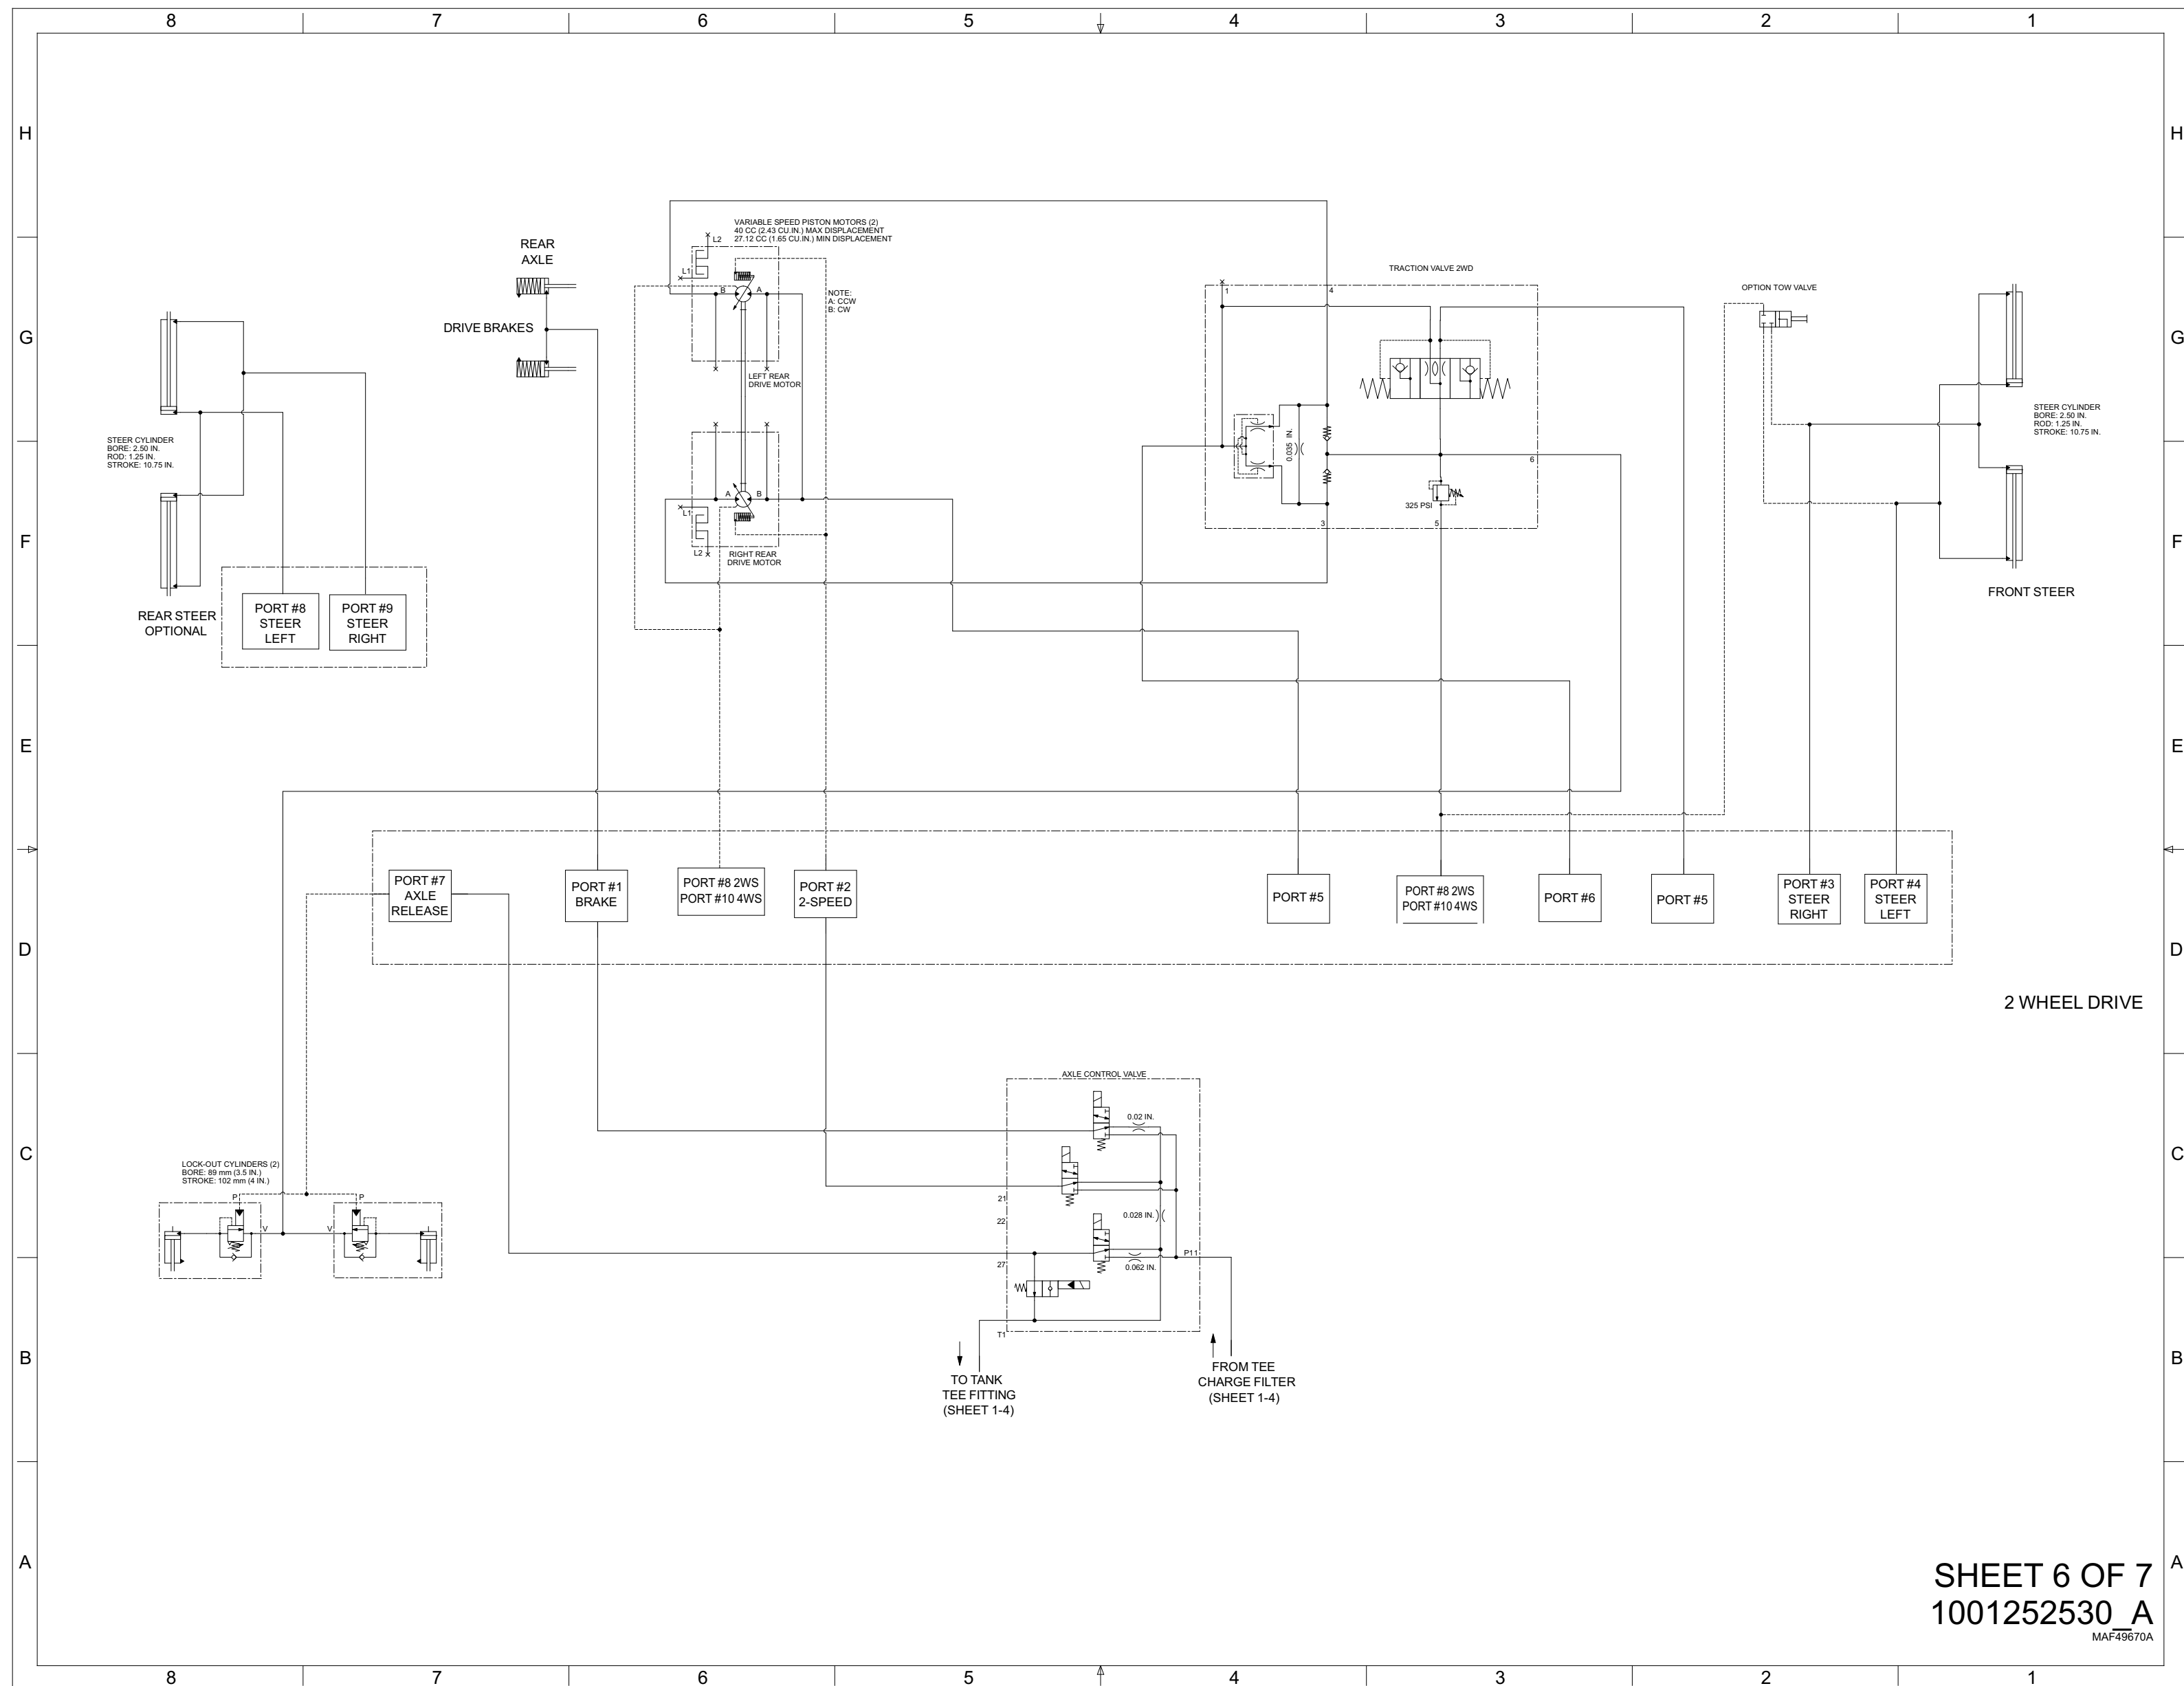 8 7 6 5 4 3 2 1
H
H
VARIABLE SPEED PISTON MOTORS (2)
40 CC (2.43 CU.IN.) MAX DISPLACEMENT
27.12 CC (1.65 CU.IN.) MIN DISPLACEMENT
L2
L1
B
A
NOTE:
A: CCW
B: CW
LEFT REAR
DRIVE MOTOR
REAR
AXLE
DRIVE BRAKES
TRACTION VALVE 2WD
1
4
OPTION TOW VALVE
G
G
STEER CYLINDER
BORE: 2.50 IN.
ROD: 1.25 IN.
STROKE: 10.75 IN.
STEER CYLINDER
BORE: 2.50 IN.
ROD: 1.25 IN.
STROKE: 10.75 IN.
0.035 IN.
6
325 PSI
3
5
A
B
L1
L2
RIGHT REAR
DRIVE MOTOR
F
F
FRONT STEER
REAR STEER
OPTIONAL
PORT #8
STEER
LEFT
PORT #9
STEER
RIGHT
E
E
PORT #7
AXLE
RELEASE
PORT #1
BRAKE
PORT #8 2WS
PORT #10 4WS
PORT #2
2-SPEED
PORT #5
PORT #8 2WS
PORT #10 4WS
PORT #6
PORT #5
PORT #3
STEER
RIGHT
PORT #4
STEER
LEFT
D
D
2 WHEEL DRIVE
AXLE CONTROL VALVE
0.02 IN.
C
C
LOCK-OUT CYLINDERS (2)
BORE: 89 mm (3.5 IN.)
STROKE: 102 mm (4 IN.)
P
P
V
V
21
22
0.028 IN.
P11
27
0.062 IN.
T1
B
B
TO TANK
TEE FITTING
(SHEET 1-4)
FROM TEE
CHARGE FILTER
(SHEET 1-4)
A
A
SHEET 6 OF 7
1001252530_A
MAF49670A
8 7 6 5 4 3 2 1